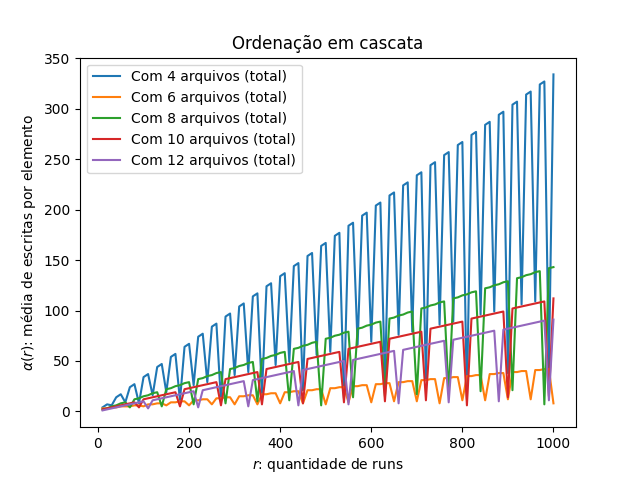 Ordenação em cascata
Com 4 arquivos (total)
Com 6 arquivos (total)
Com 8 arquivos (total)
Com 10 arquivos (total)
Com 12 arquivos (total)
α(r): média de escritas por elemento
350
300
250
200
150
100
50
0
0 200 400 600 800 1000
r: quantidade de runs